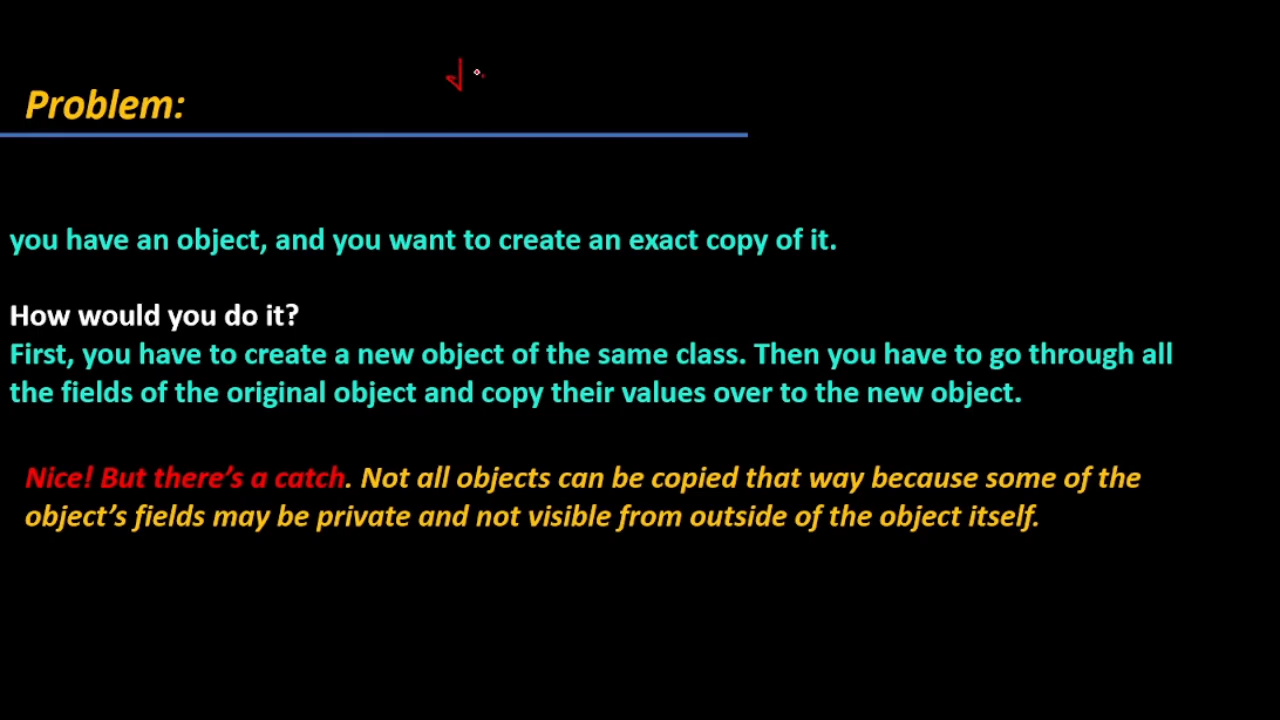 Problem:
you have an object, and you want to create an exact copy of it.
How would you do it?
First, you have to create a new object of the same class. Then you have to go through all
the fields of the original object and copy their values over to the new object.
Nice! But there’s a catch. Not all objects can be copied that way because some of the
object’s fields may be private and not visible from outside of the object itself.